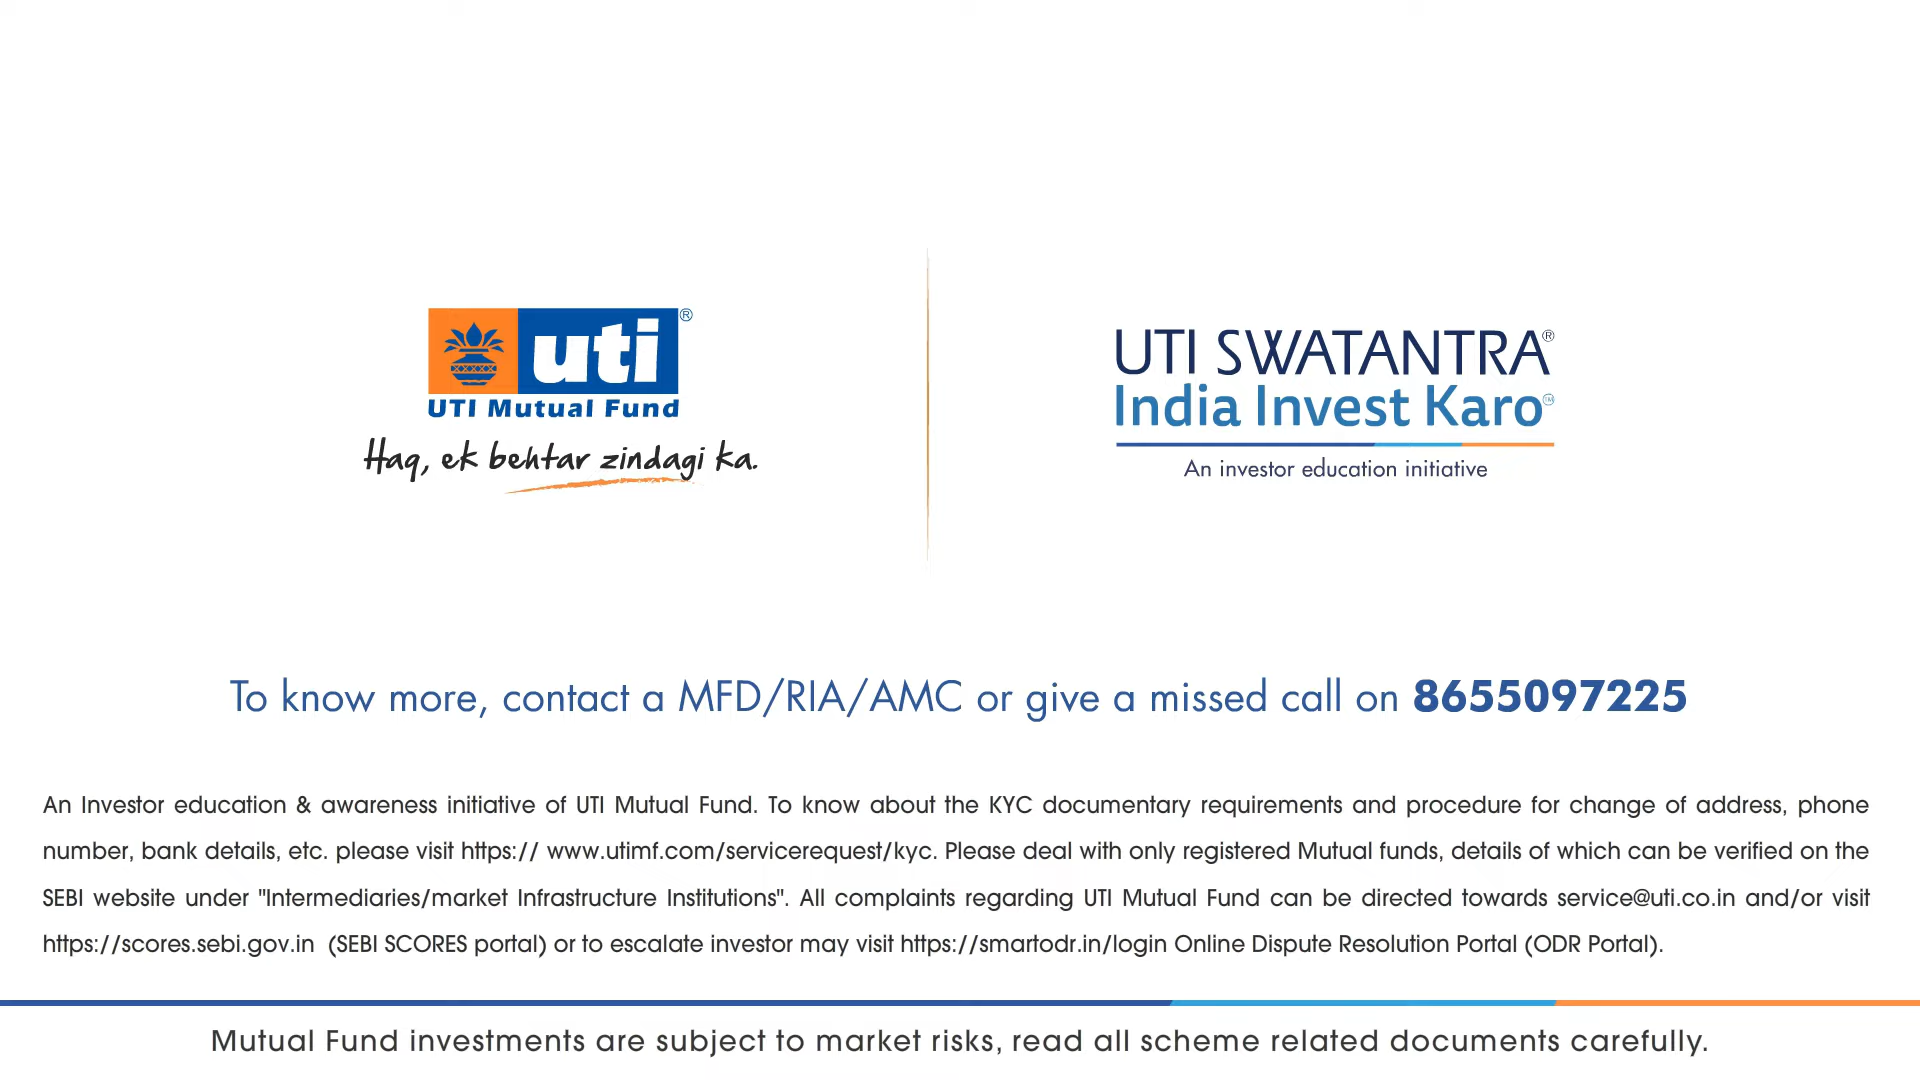 uti®
UTI Mutual Fund
Haq, ek behtar zindagi ka.
UTI SWATANTRA®
India Invest Karo™
An investor education initiative
To know more, contact a MFD/RIA/AMC or give a missed call on 8655097225
An Investor education & awareness initiative of UTI Mutual Fund. To know about the KYC documentary requirements and procedure for change of address, phone
number, bank details, etc. please visit https:// www.utimf.com/servicerequest/kyc. Please deal with only registered Mutual funds, details of which can be verified on the
SEBI website under "Intermediaries/market Infrastructure Institutions". All complaints regarding UTI Mutual Fund can be directed towards service@uti.co.in and/or visit
https://scores.sebi.gov.in (SEBI SCORES portal) or to escalate investor may visit https://smartodr.in/login Online Dispute Resolution Portal (ODR Portal).
Mutual Fund investments are subject to market risks, read all scheme related documents carefully.